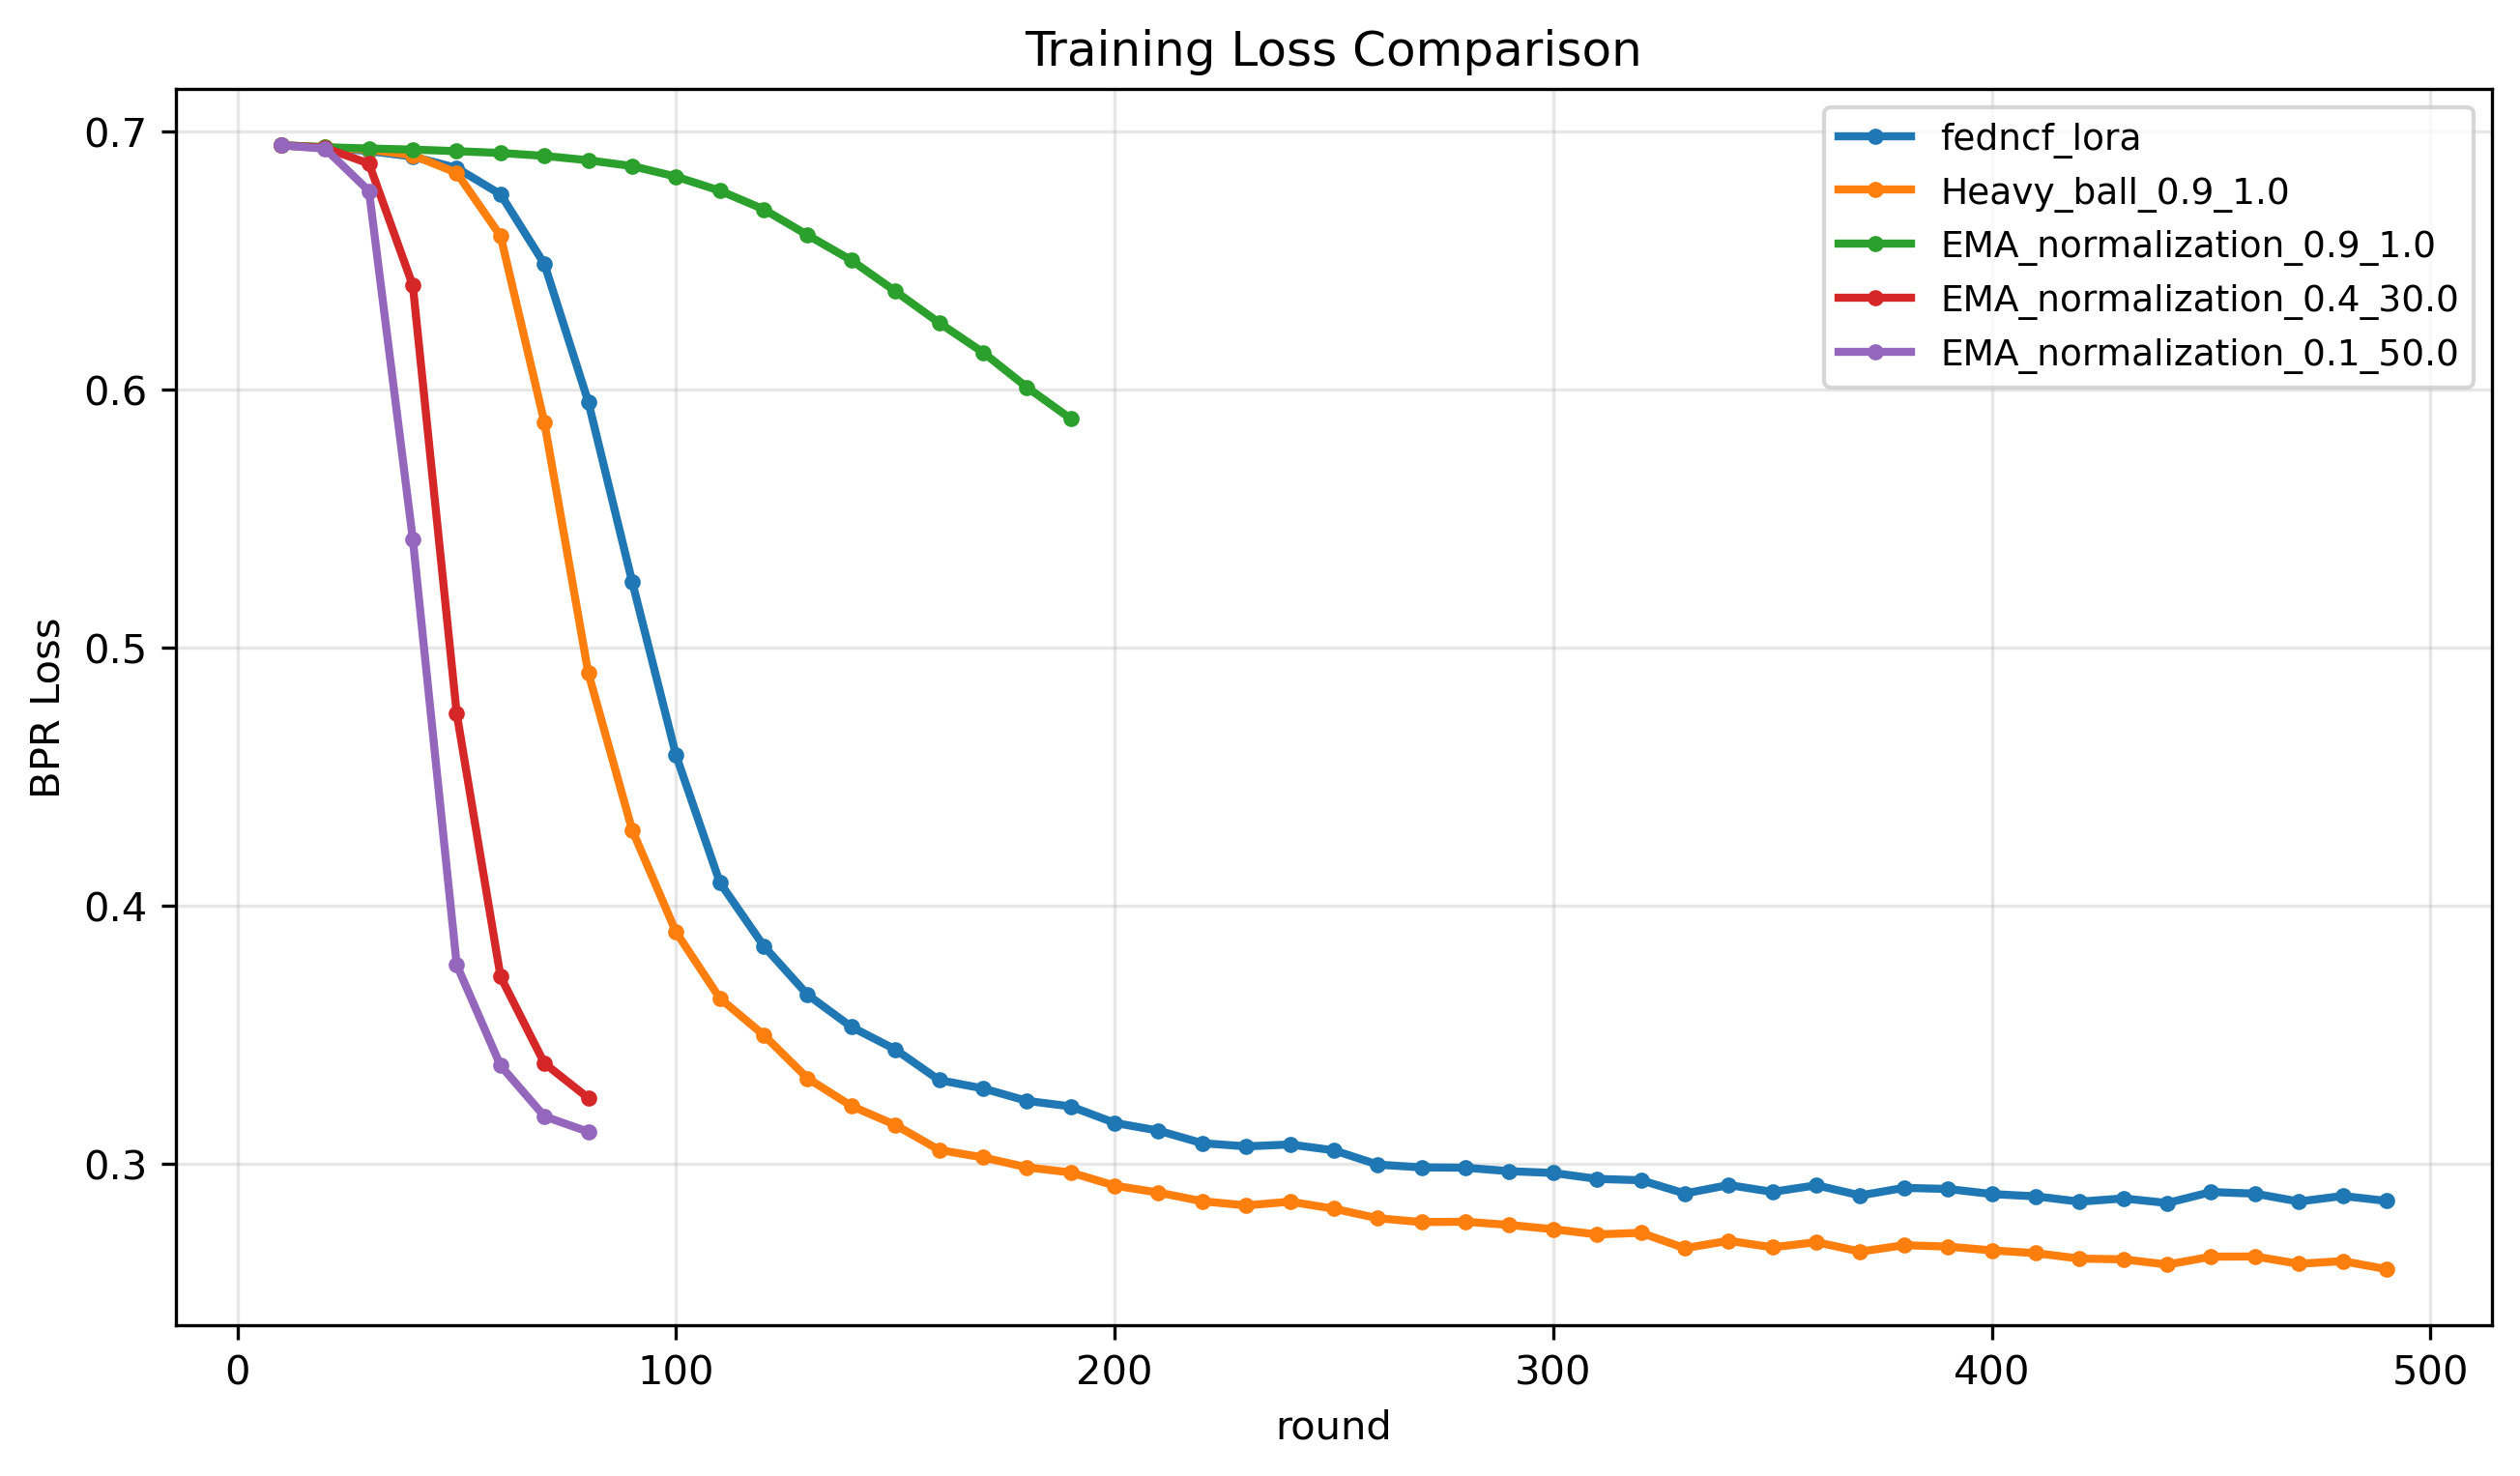 Training Loss Comparison
fedncf_lora
Heavy_ball_0.9_1.0
EMA_normalization_0.9_1.0
EMA_normalization_0.4_30.0
EMA_normalization_0.1_50.0
BPR Loss
0.7
0.6
0.5
0.4
0.3
0 100 200 300 400 500
round